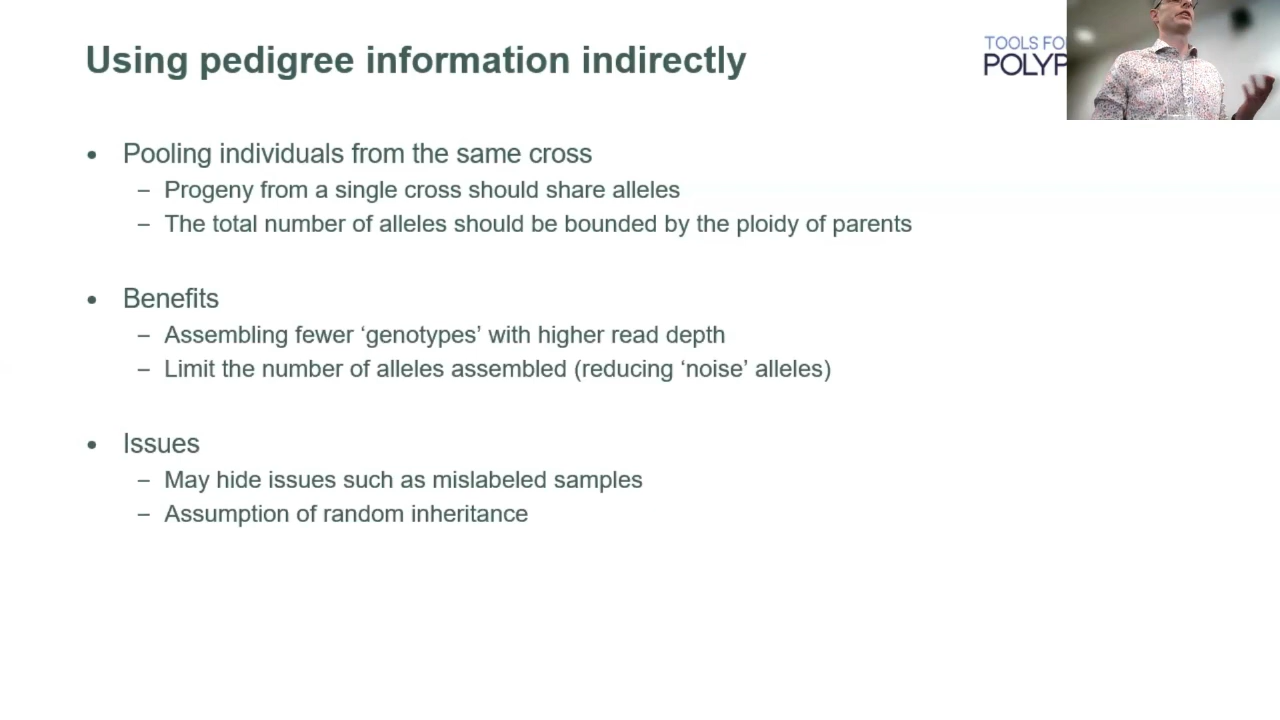 Using pedigree information indirectly
TOOLS FO
POLYP
• Pooling individuals from the same cross
– Progeny from a single cross should share alleles
– The total number of alleles should be bounded by the ploidy of parents
• Benefits
– Assembling fewer ‘genotypes’ with higher read depth
– Limit the number of alleles assembled (reducing ‘noise’ alleles)
• Issues
– May hide issues such as mislabeled samples
– Assumption of random inheritance